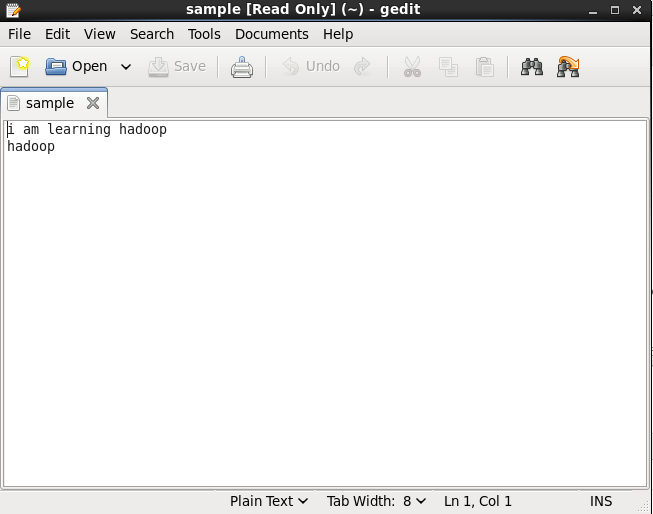 sample [Read Only] (~) - gedit
File Edit View Search Tools Documents Help
Open Save Undo
sample
i am learning hadoop
hadoop
Plain Text Tab Width: 8 Ln 1, Col 1 INS